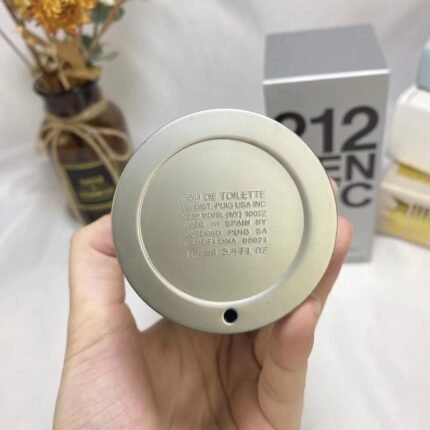 212
EN
EAU DE TOILETTE
US DIST. PUIG USA INC
NEW YORK (NY) 10022
MADE IN SPAIN BY
ANTONIO PUIG SA
BARCELONA 08021
100 ml 3.4 FL OZ